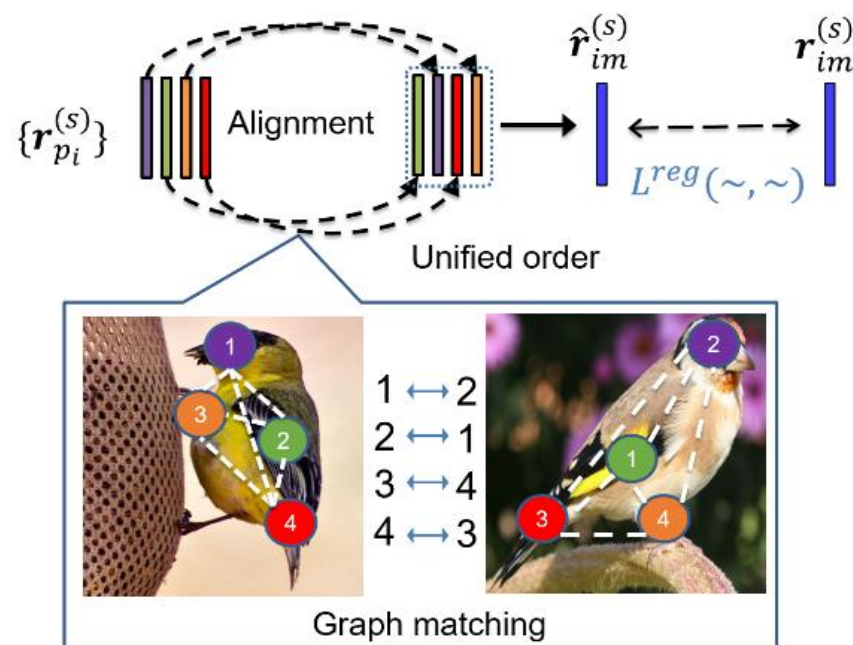 {r_{p_i}^{(s)}}
Alignment
\hat{r}_{im}^{(s)}
r_{im}^{(s)}
L^{reg}(~,~)
Unified order
1
3
2
4
1 ↔ 2
2 ↔ 1
3 ↔ 4
4 ↔ 3
2
1
3
4
Graph matching